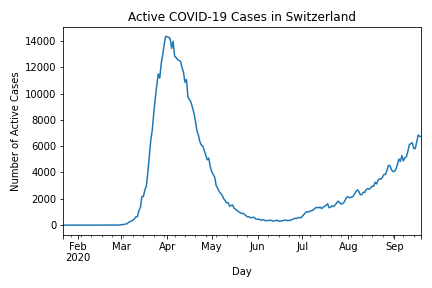 Active COVID-19 Cases in Switzerland
Number of Active Cases
14000
12000
10000
8000
6000
4000
2000
0
Feb Mar Apr May Jun Jul Aug Sep
2020
Day